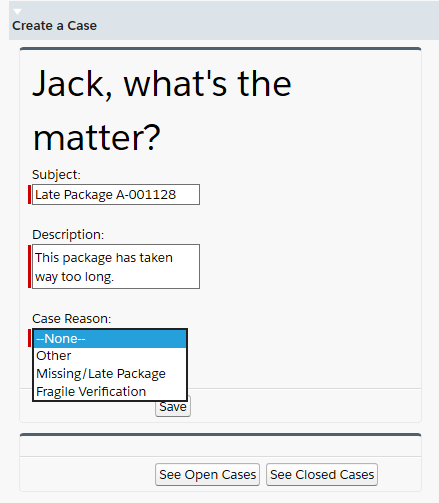 Create a Case
Jack, what's the
matter?
Subject:
Late Package A-001128
Description:
This package has taken
way too long.
Case Reason:
--None--
Other
Missing/Late Package
Fragile Verification
Save
See Open Cases See Closed Cases